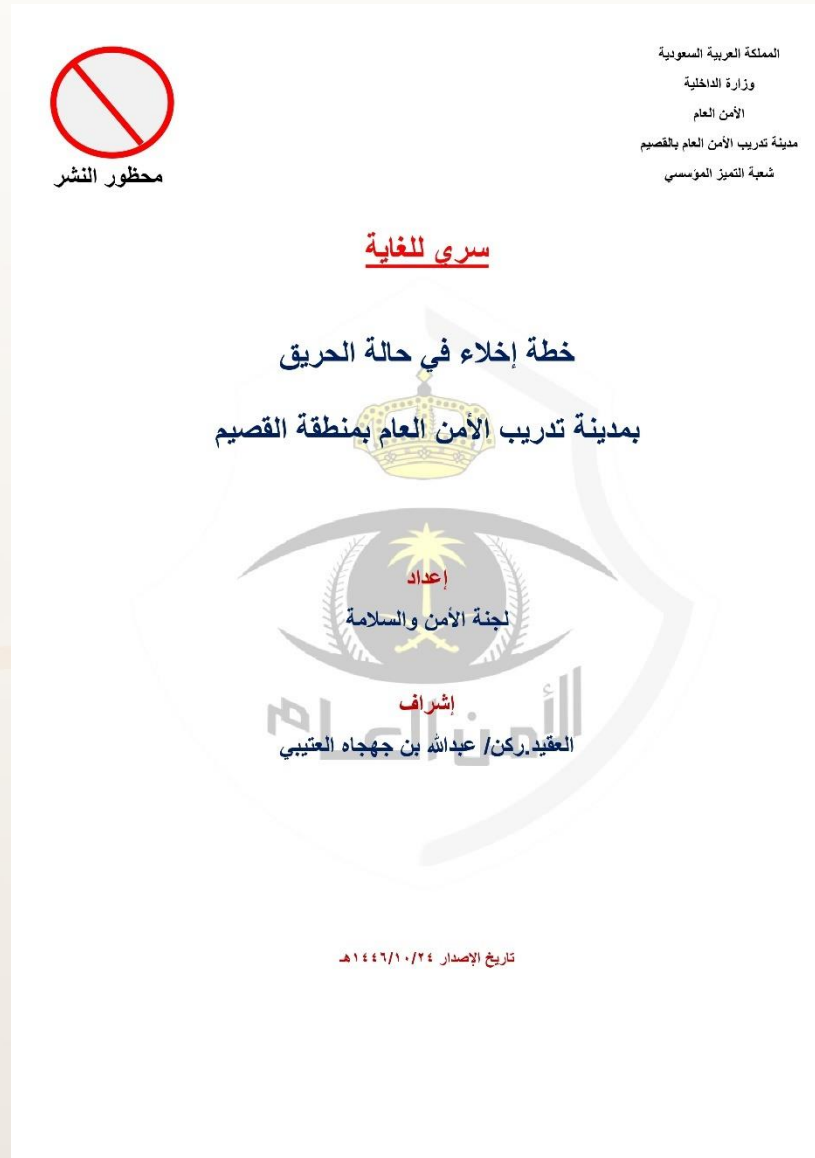 المملكة العربية السعودية
وزارة الداخلية
الأمن العام
مدينة تدريب الأمن العام بالقصيم
شعبة التميز المؤسسي
محظور النشر
سري للغاية
خطة إخلاء في حالة الحريق
بمدينة تدريب الأمن العام بمنطقة القصيم
إعداد
لجنة الأمن والسلامة
إشراف
العقيد.ركن/ عبدالله بن جهجاه العتيبي
الأمن العام
تاريخ الإصدار ١٤٤٦/١٠/٢٤هـ